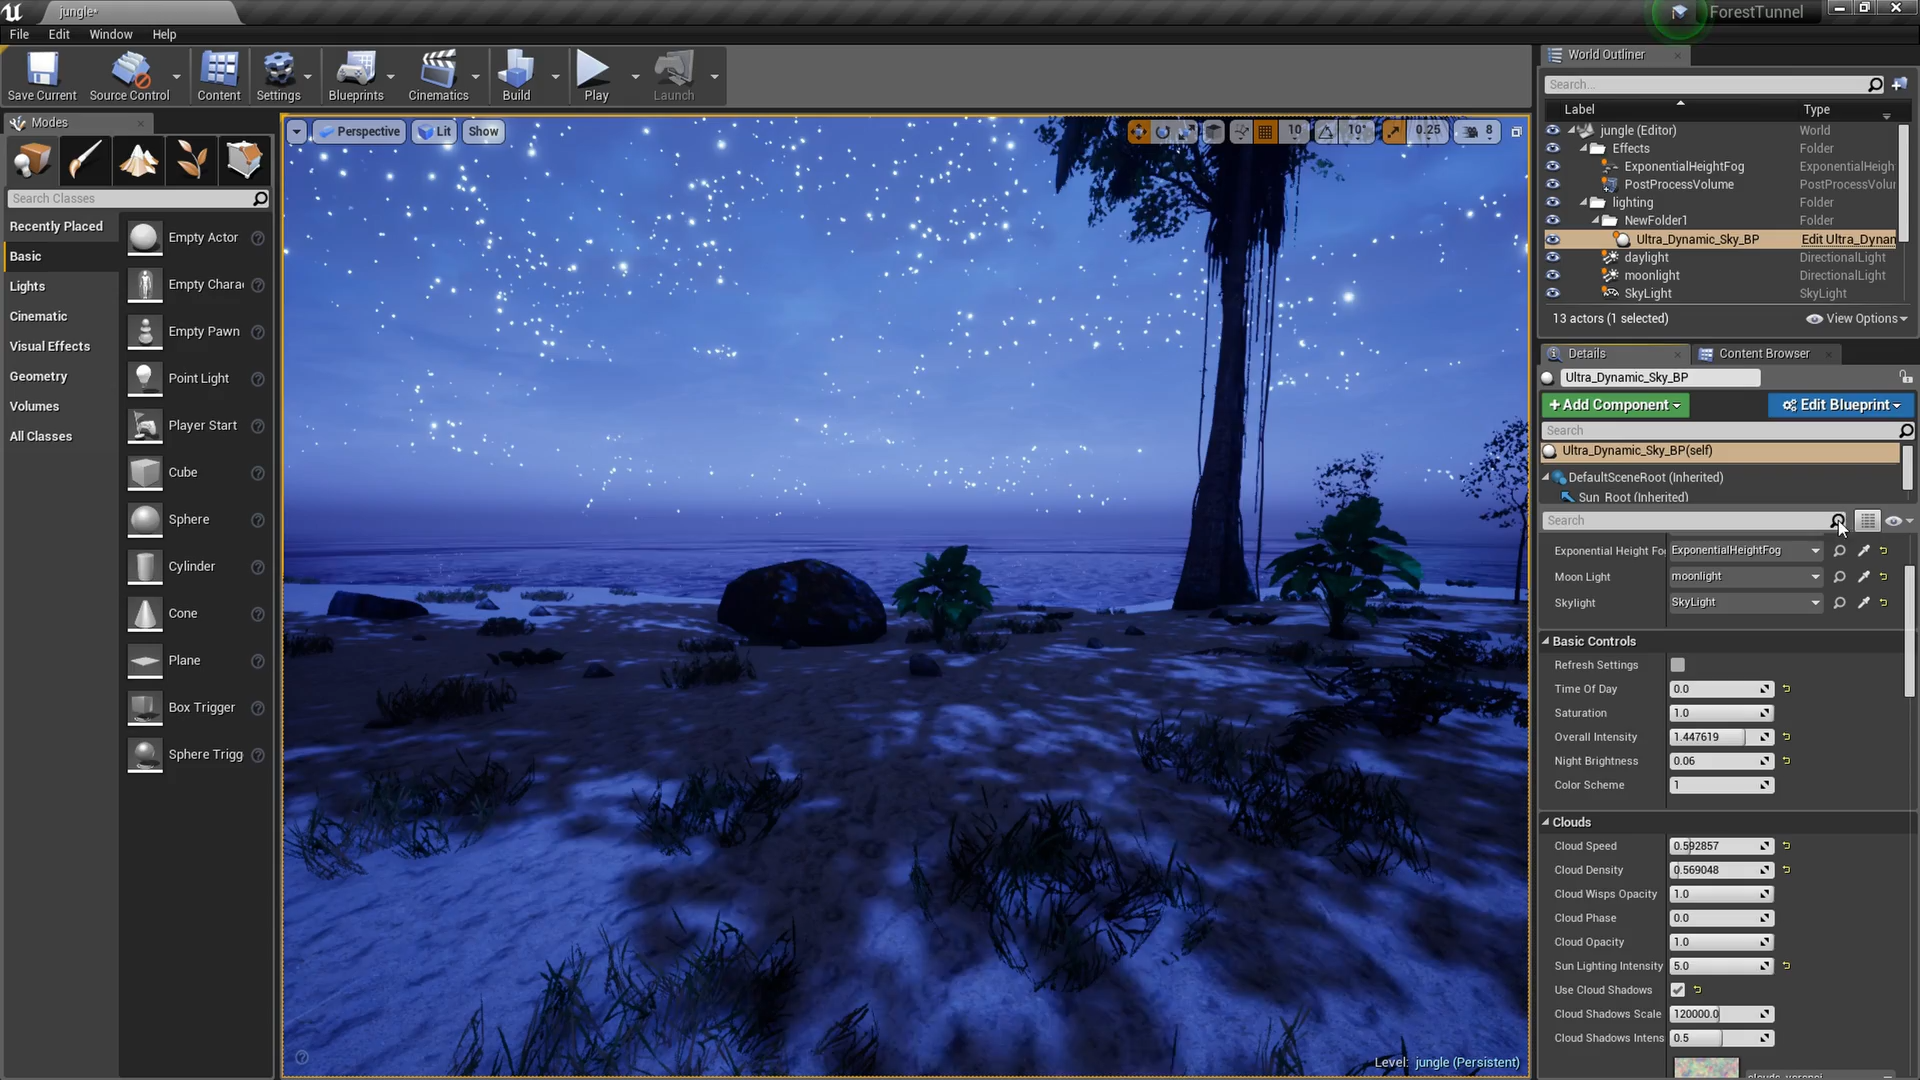 jungle*
ForestTunnel
File Edit Window Help
Save Current Source Control Content Settings Blueprints Cinematics Build Play Launch
Modes
Search Classes
Recently Placed
Basic
Lights
Cinematic
Visual Effects
Geometry
Volumes
All Classes
Empty Actor
Empty Chara
Empty Pawn
Point Light
Player Start
Cube
Sphere
Cylinder
Cone
Plane
Box Trigger
Sphere Trigg
Perspective Lit Show
10 10° 0.25 8
Level: jungle (Persistent)
World Outliner
Search...
Label Type
jungle (Editor) World
Effects Folder
ExponentialHeightFog ExponentialHeigh
PostProcessVolume PostProcessVolu
lighting Folder
NewFolder1 Folder
Ultra_Dynamic_Sky_BP Edit Ultra_Dynan
daylight DirectionalLight
moonlight DirectionalLight
SkyLight SkyLight
13 actors (1 selected) View Options
Details Content Browser
Ultra_Dynamic_Sky_BP
+Add Component Edit Blueprint
Search
Ultra_Dynamic_Sky_BP(self)
DefaultSceneRoot (Inherited)
Sun_Root (Inherited)
Search
Exponential Height Fo ExponentialHeightFog
Moon Light moonlight
Skylight SkyLight
Basic Controls
Refresh Settings
Time Of Day 0.0
Saturation 1.0
Overall Intensity 1.447619
Night Brightness 0.06
Color Scheme 1
Clouds
Cloud Speed 0.592857
Cloud Density 0.569048
Cloud Wisps Opacity 1.0
Cloud Phase 0.0
Cloud Opacity 1.0
Sun Lighting Intensity 5.0
Use Cloud Shadows
Cloud Shadows Scale 120000.0
Cloud Shadows Intens 0.5